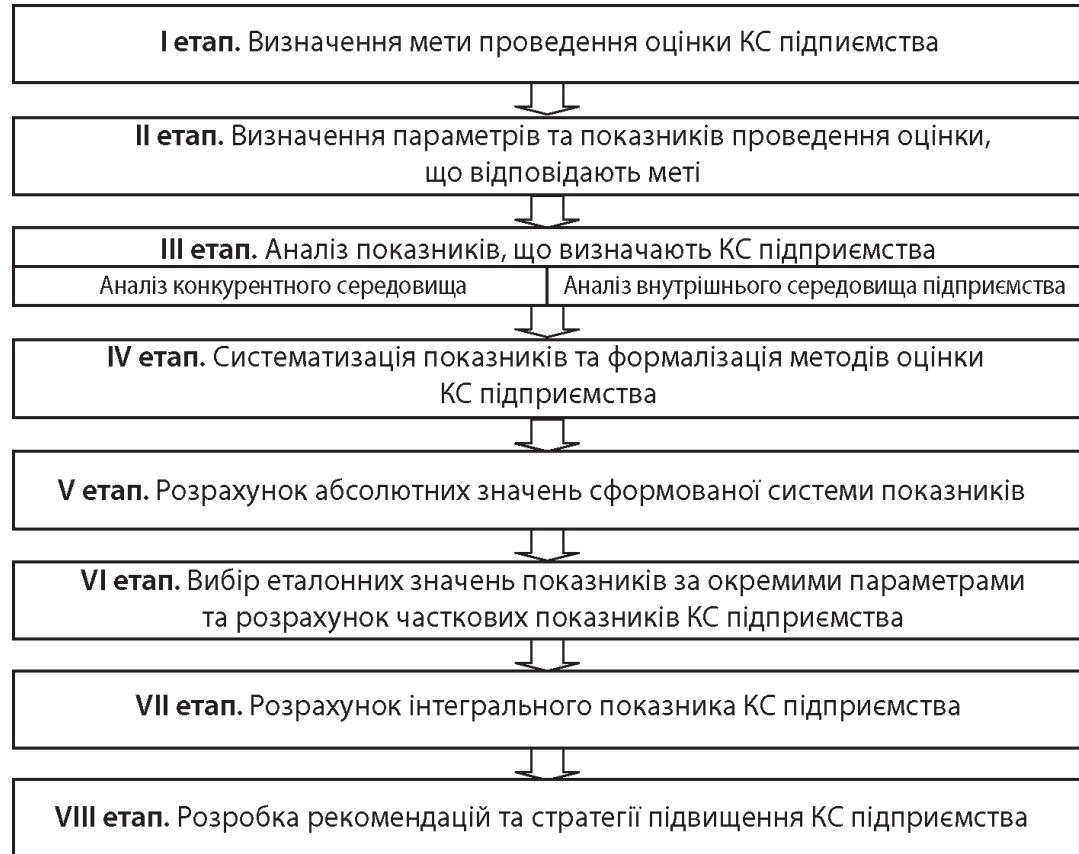 I етап. Визначення мети проведення оцінки КС підпиємства
II етап. Визначення параметрів та показників проведення оцінки,
що відповідають меті
III етап. Аналіз показників, що визначають КС підприємства
Аналіз конкурентного середовища
Аналіз внутрішнього середовища підприємства
IV етап. Систематизація показників та формалізація методів оцінки
КС підприємства
V етап. Розрахунок абсолютних значень сформованої системи показників
VI етап. Вибір еталонних значень показників за окремими параметрами
та розрахунок часткових показників КС підприємства
VII етап. Розрахунок інтегрального показника КС підприємства
VIII етап. Розробка рекомендацій та стратегії підвищення КС підприємства